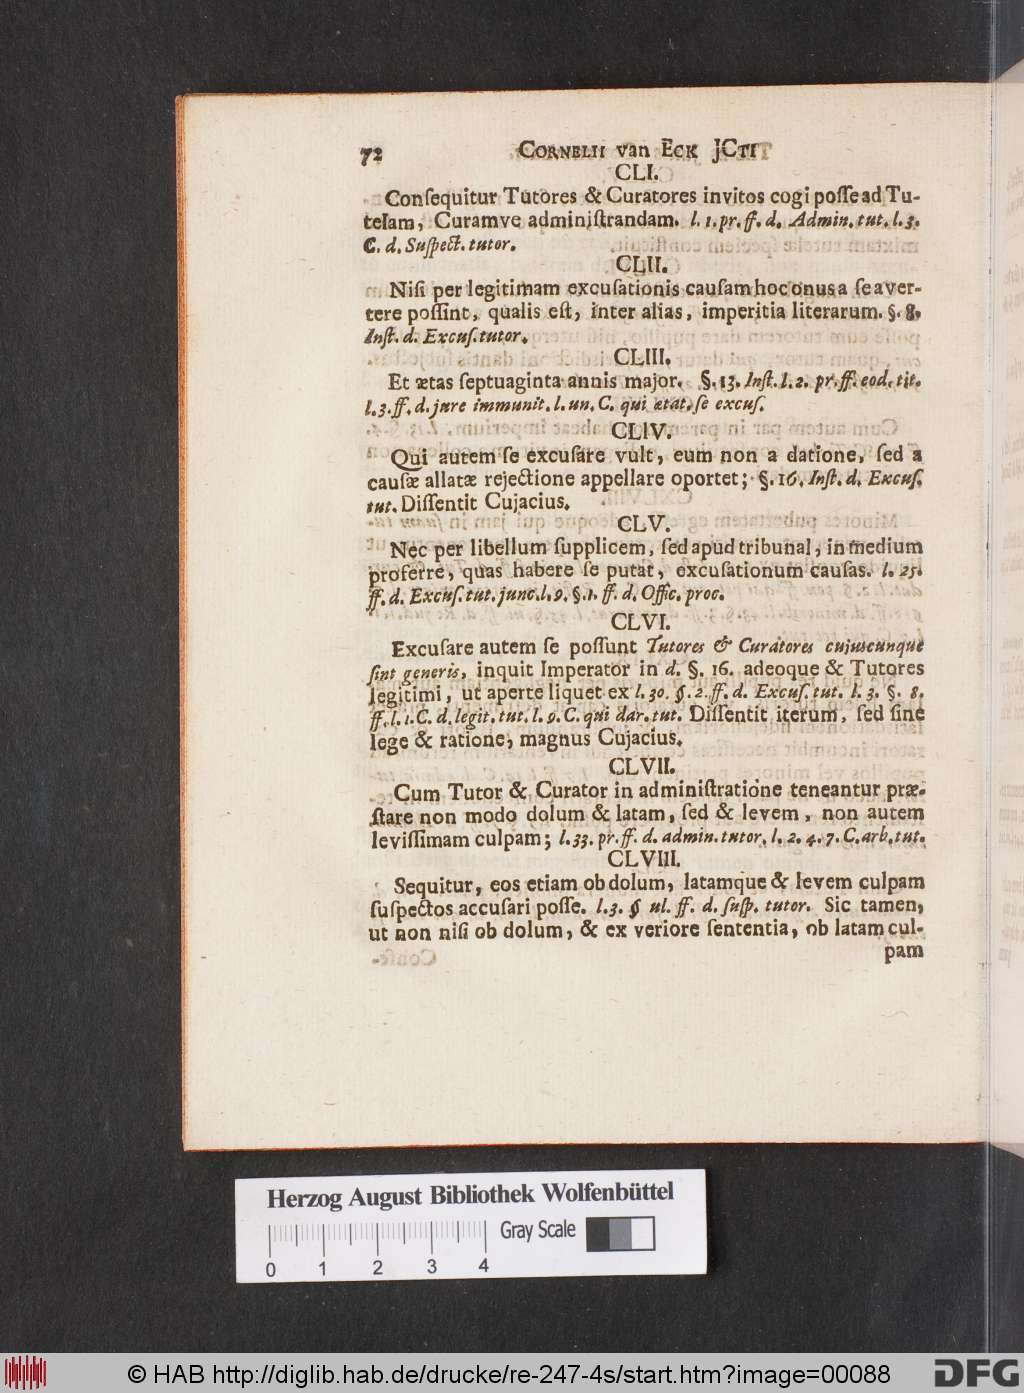 72 CORNELII van ECK JCTI
CLI.
Conſequitur Tutores & Curatores invitos cogi poſſe ad Tu-
telam, Curamve adminiſtrandam. l. 1. pr. ff. d. Admin. tut. l. 3.
C. d. Suſpect. tutor.
CLII.
Niſi per legitimam excuſationis cauſam hoc onus a ſe aver-
tere poſſint, qualis eſt, inter alias, imperitia literarum. §. 8.
Inſt. d. Excuſ. tutor.
CLIII.
Et ætas ſeptuaginta annis major. §. 13. Inſt. l. 2. pr. ff. eod. tit.
l. 3. ff. d. jure immunit. l. un. C. qui ætat. ſe excuſ.
CLIV.
Qui autem ſe excuſare vult, eum non a datione, ſed a
cauſæ allatæ rejectione appellare oportet; §. 16. Inſt. d. Excuſ.
tut. Diſſentit Cujacius.
CLV.
Nec per libellum ſupplicem, ſed apud tribunal, in medium
proferre, quas habere ſe putat, excuſationum cauſas. l. 25.
ff. d. Excuſ. tut. junc. l. 9. §. 1. ff. d. Offic. proc.
CLVI.
Excuſare autem ſe poſſunt Tutores & Curatores cujuscunque
ſint generis, inquit Imperator in d. §. 16. adeoque & Tutores
legitimi, ut aperte liquet ex l. 30. §. 2. ff. d. Excuſ. tut. l. 3. §. 8.
ff. l. 1. C. d. legit. tut. l. 9. C. qui dar. tut. Diſſentit iterum, ſed ſine
lege & ratione, magnus Cujacius.
CLVII.
Cum Tutor & Curator in adminiſtratione teneantur præ-
ſtare non modo dolum & latam, ſed & levem, non autem
leviſſimam culpam; l. 33. pr. ff. d. admin. tutor. l. 2. 4. 7. C. arb. tut.
CLVIII.
Sequitur, eos etiam ob dolum, latamque & levem culpam
ſuſpectos accuſari poſſe. l. 3. § ul. ff. d. ſuſp. tutor. Sic tamen,
ut non niſi ob dolum, & ex veriore ſententia, ob latam cul-
pam
Herzog August Bibliothek Wolfenbüttel
Gray Scale
0 1 2 3 4
© HAB http://diglib.hab.de/drucke/re-247-4s/start.htm?image=00088
DFG